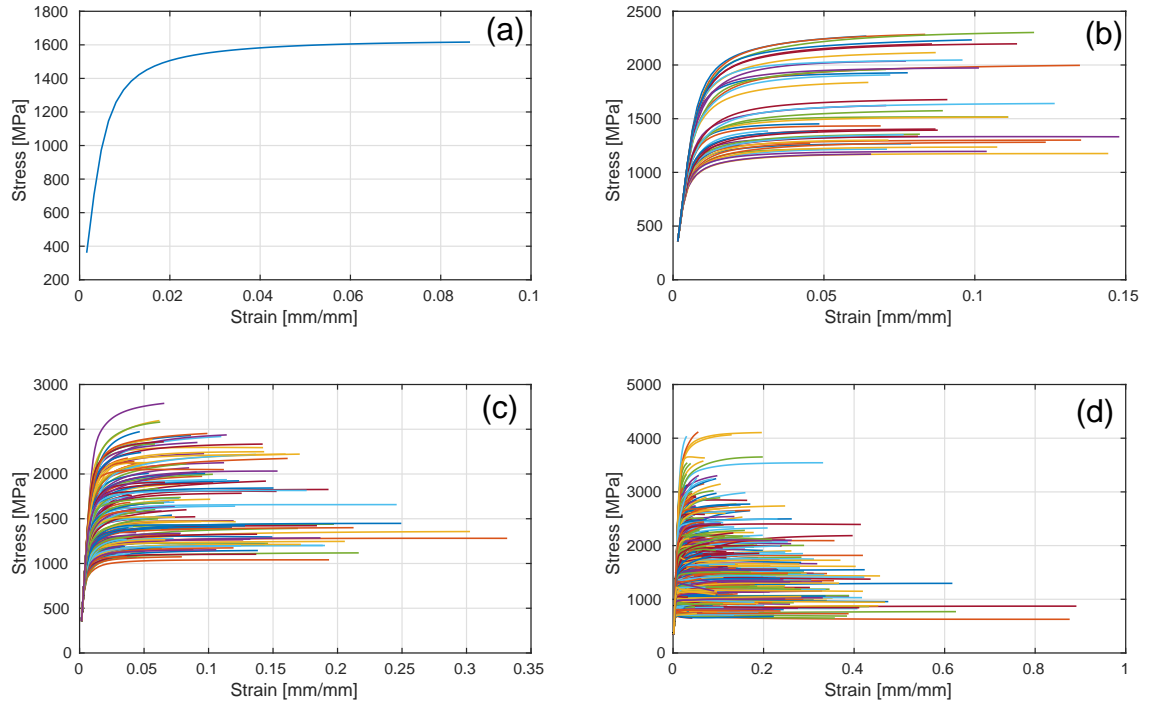 (a)
1800
1600
1400
1200
1000
800
600
400
200
0 0.02 0.04 0.06 0.08 0.1
Stress [MPa]
Strain [mm/mm]
(b)
2500
2000
1500
1000
500
0
0 0.05 0.1 0.15
Stress [MPa]
Strain [mm/mm]
(c)
3000
2500
2000
1500
1000
500
0
0 0.05 0.1 0.15 0.2 0.25 0.3 0.35
Stress [MPa]
Strain [mm/mm]
(d)
5000
4000
3000
2000
1000
0
0 0.2 0.4 0.6 0.8 1
Stress [MPa]
Strain [mm/mm]